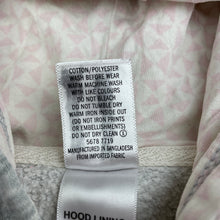 COTTON/POLYESTER
WASH BEFORE WEAR
WARM MACHINE WASH
WITH LIKE COLOURS
DO NOT BLEACH
DO NOT TUMBLE DRY
WARM IRON INSIDE OUT
(DO NOT IRON PRINTS
OR EMBELLISHMENTS)
DO NOT DRY CLEAN
5678 7719
MANUFACTURED IN BANGLADESH
FROM IMPORTED FABRIC
HOOD LINING